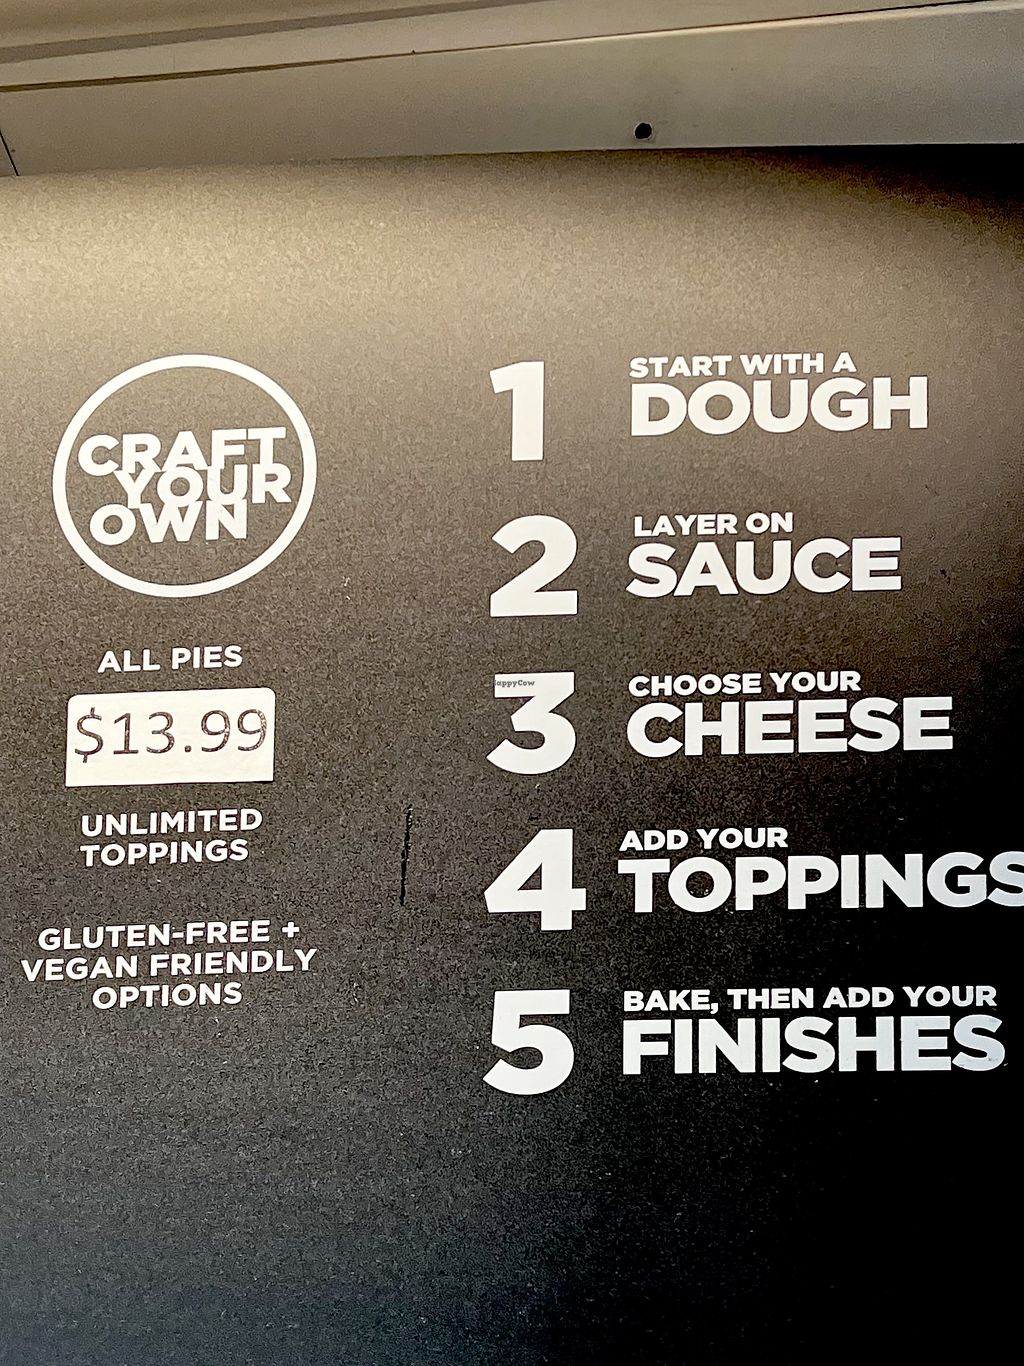 CRAFT
YOUR
OWN
ALL PIES
$13.99
UNLIMITED
TOPPINGS
GLUTEN-FREE +
VEGAN FRIENDLY
OPTIONS
1 START WITH A
DOUGH
2 LAYER ON
SAUCE
HappyCow
3 CHOOSE YOUR
CHEESE
4 ADD YOUR
TOPPINGS
5 BAKE, THEN ADD YOUR
FINISHES